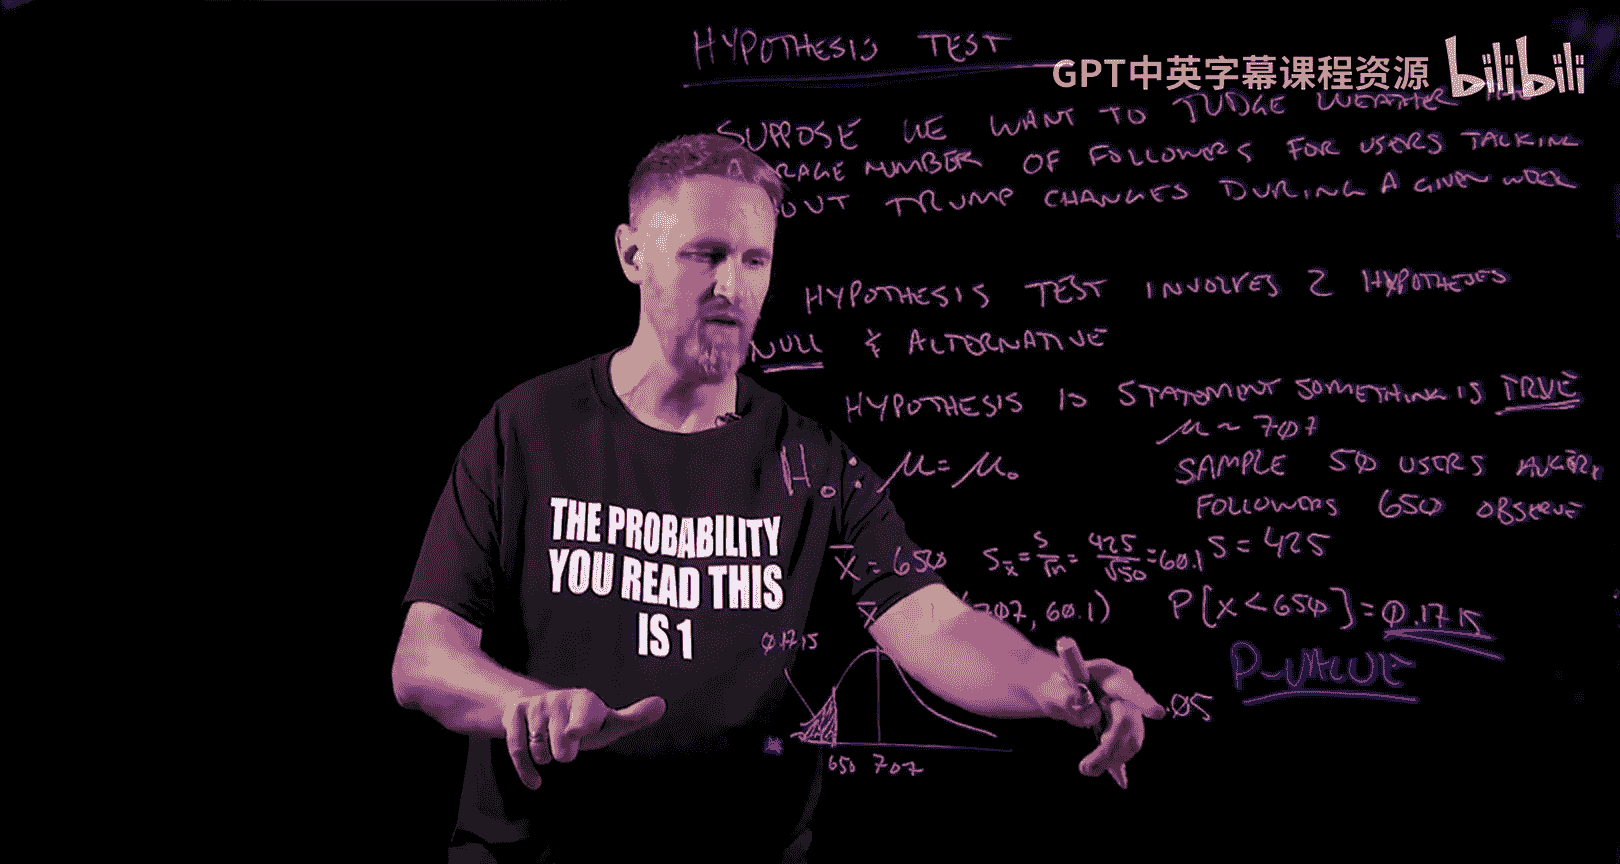 HYPOTHESIS TEST
GPT中英字幕课程资源 bilibili
SUPPOSE WE WANT TO JUDGE WEATHER
NUMBER OF FOLLOWERS FOR USERS TALKING
TRUMP CHANGES DURING A GIVEN WEEK
HYPOTHESIS TEST INVOLVES 2 HYPOTHESES
NULL & ALTERNATIVE
HYPOTHESIS IS STATEMENT SOMETHING IS TRUE
μ ~ 707
H₀: μ = μ₀
SAMPLE 50 USERS
FOLLOWERS 650 OBSERVE
x̄ = 650 Sx̄ = S/√n = 425/√50 = 60.1 S = 425
707, 60.1) P[X<650] = 0.1715
P-VALUE
0.1715
.05
650 707
THE PROBABILITY
YOU READ THIS
IS 1